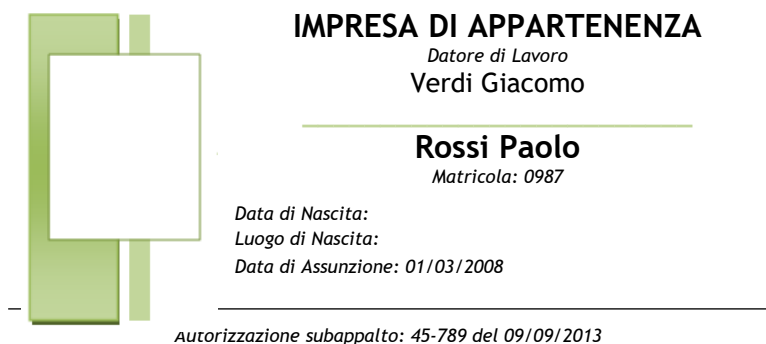 IMPRESA DI APPARTENENZA
Datore di Lavoro
Verdi Giacomo
Rossi Paolo
Matricola: 0987
Data di Nascita:
Luogo di Nascita:
Data di Assunzione: 01/03/2008
Autorizzazione subappalto: 45-789 del 09/09/2013